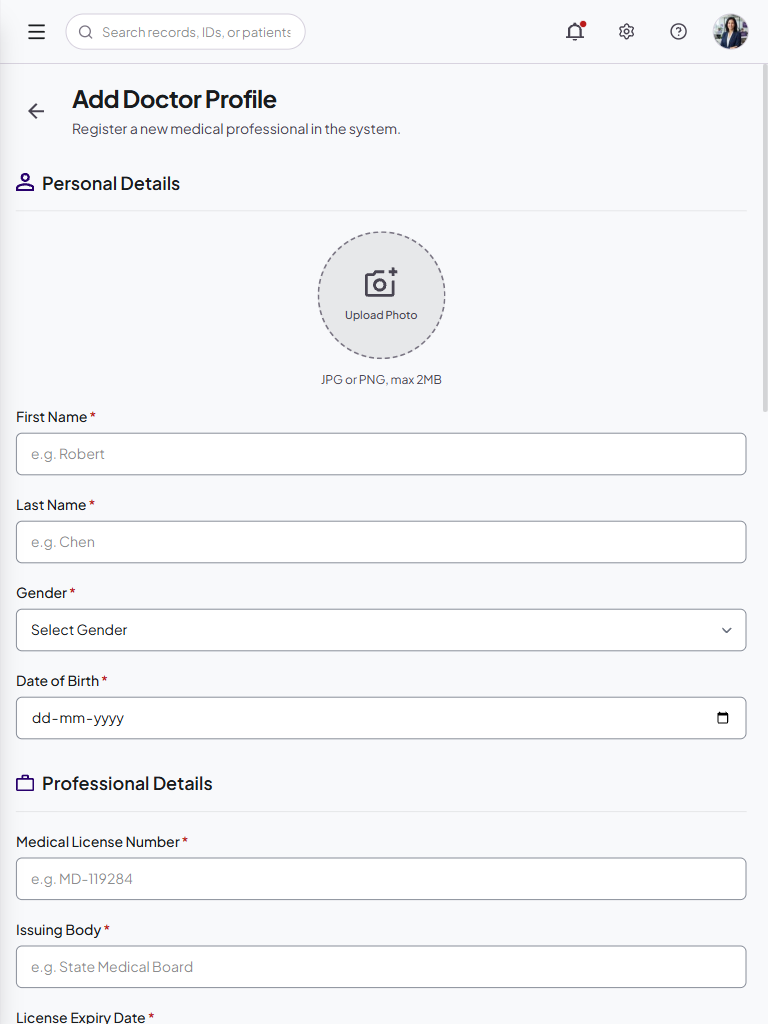 Search records, IDs, or patients
Add Doctor Profile
Register a new medical professional in the system.
Personal Details
Upload Photo
JPG or PNG, max 2MB
First Name *
e.g. Robert
Last Name *
e.g. Chen
Gender *
Select Gender
Date of Birth *
dd-mm-yyyy
Professional Details
Medical License Number *
e.g. MD-119284
Issuing Body *
e.g. State Medical Board
License Expiry Date *